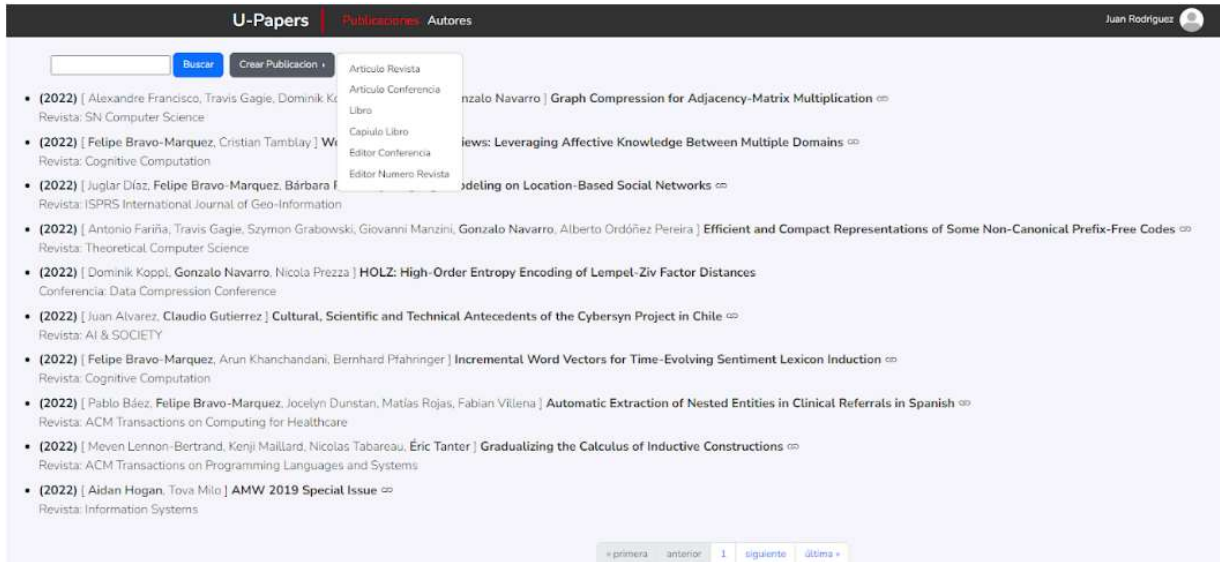 U-Papers Publicaciones Autores Juan Rodriguez
Buscar Crear Publicacion
Articulo Revista
Articulo Conferencia
Libro
Capiulo Libro
Editor Conferencia
Editor Numero Revista
(2022) [ Alexandre Francisco, Travis Gagie, Dominik nzalo Navarro ] Graph Compression for Adjacency-Matrix Multiplication
Revista: SN Computer Science
(2022) [ Felipe Bravo-Marquez, Cristian Tamblay ] iews: Leveraging Affective Knowledge Between Multiple Domains
Revista: Cognitive Computation
(2022) [ Juglar Díaz, Felipe Bravo-Marquez, Bárbara deling on Location-Based Social Networks
Revista: ISPRS International Journal of Geo-Information
(2022) [ Antonio Fariña, Travis Gagie, Szymon Grabowski, Giovanni Manzini, Gonzalo Navarro, Alberto Ordóñez Pereira ] Efficient and Compact Representations of Some Non-Canonical Prefix-Free Codes
Revista: Theoretical Computer Science
(2022) [ Dominik Koppl, Gonzalo Navarro, Nicola Prezza ] HOLZ: High-Order Entropy Encoding of Lempel-Ziv Factor Distances
Conferencia: Data Compression Conference
(2022) [ Juan Alvarez, Claudio Gutierrez ] Cultural, Scientific and Technical Antecedents of the Cybersyn Project in Chile
Revista: AI & SOCIETY
(2022) [ Felipe Bravo-Marquez, Arun Khanchandani, Bernhard Pfahringer ] Incremental Word Vectors for Time-Evolving Sentiment Lexicon Induction
Revista: Cognitive Computation
(2022) [ Pablo Báez, Felipe Bravo-Marquez, Jocelyn Dunstan, Matías Rojas, Fabian Villena ] Automatic Extraction of Nested Entities in Clinical Referrals in Spanish
Revista: ACM Transactions on Computing for Healthcare
(2022) [ Meven Lennon-Bertrand, Kenji Maillard, Nicolas Tabareau, Éric Tanter ] Gradualizing the Calculus of Inductive Constructions
Revista: ACM Transactions on Programming Languages and Systems
(2022) [ Aidan Hogan, Tova Milo ] AMW 2019 Special Issue
Revista: Information Systems
« primera anterior 1 siguiente última »